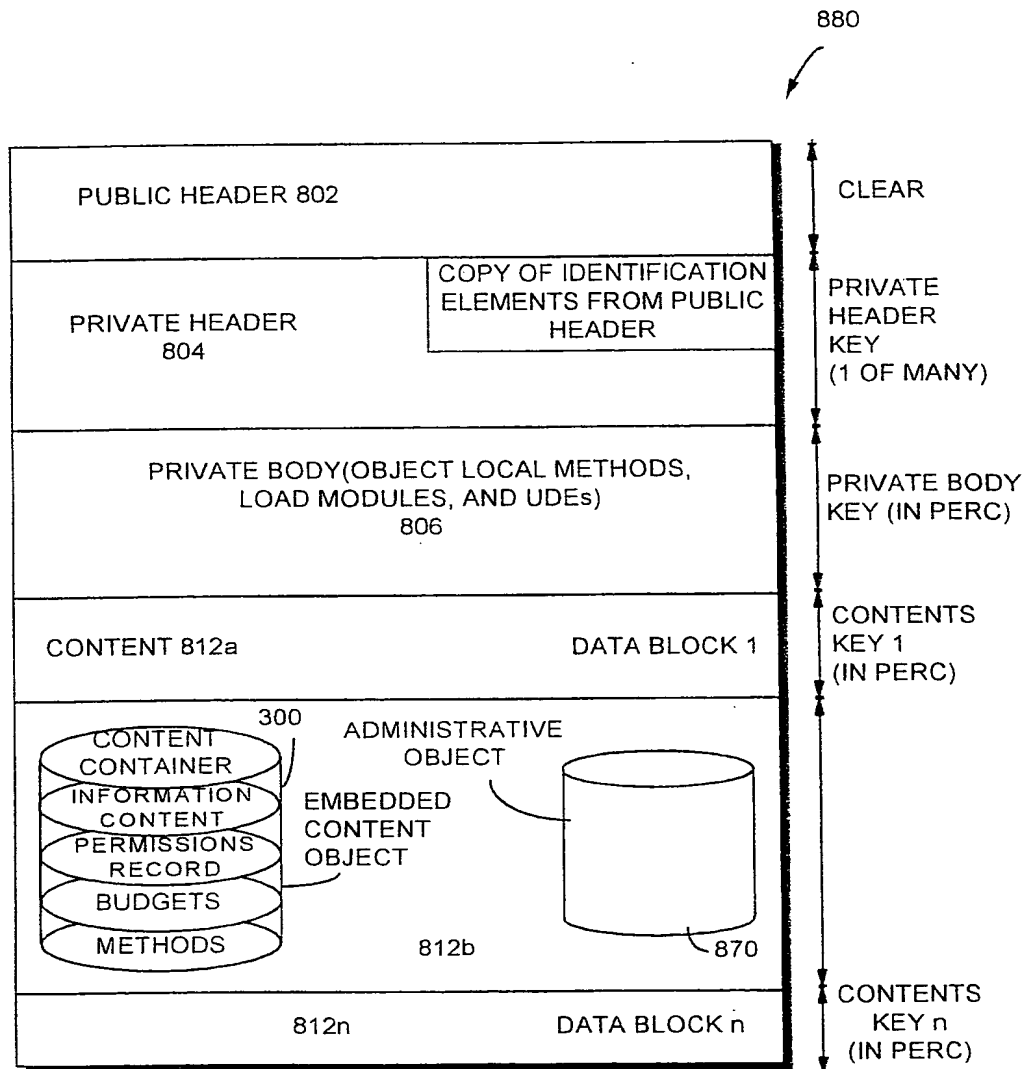 880
PUBLIC HEADER 802
CLEAR
COPY OF IDENTIFICATION
ELEMENTS FROM PUBLIC
HEADER
PRIVATE HEADER
804
PRIVATE
HEADER
KEY
(1 OF MANY)
PRIVATE BODY(OBJECT LOCAL METHODS,
LOAD MODULES, AND UDEs)
806
PRIVATE BODY
KEY (IN PERC)
CONTENT 812a
DATA BLOCK 1
CONTENTS
KEY 1
(IN PERC)
300
CONTENT
CONTAINER
INFORMATION
CONTENT
PERMISSIONS
RECORD
BUDGETS
METHODS
EMBEDDED
CONTENT
OBJECT
ADMINISTRATIVE
OBJECT
812b
870
812n
DATA BLOCK n
CONTENTS
KEY n
(IN PERC)